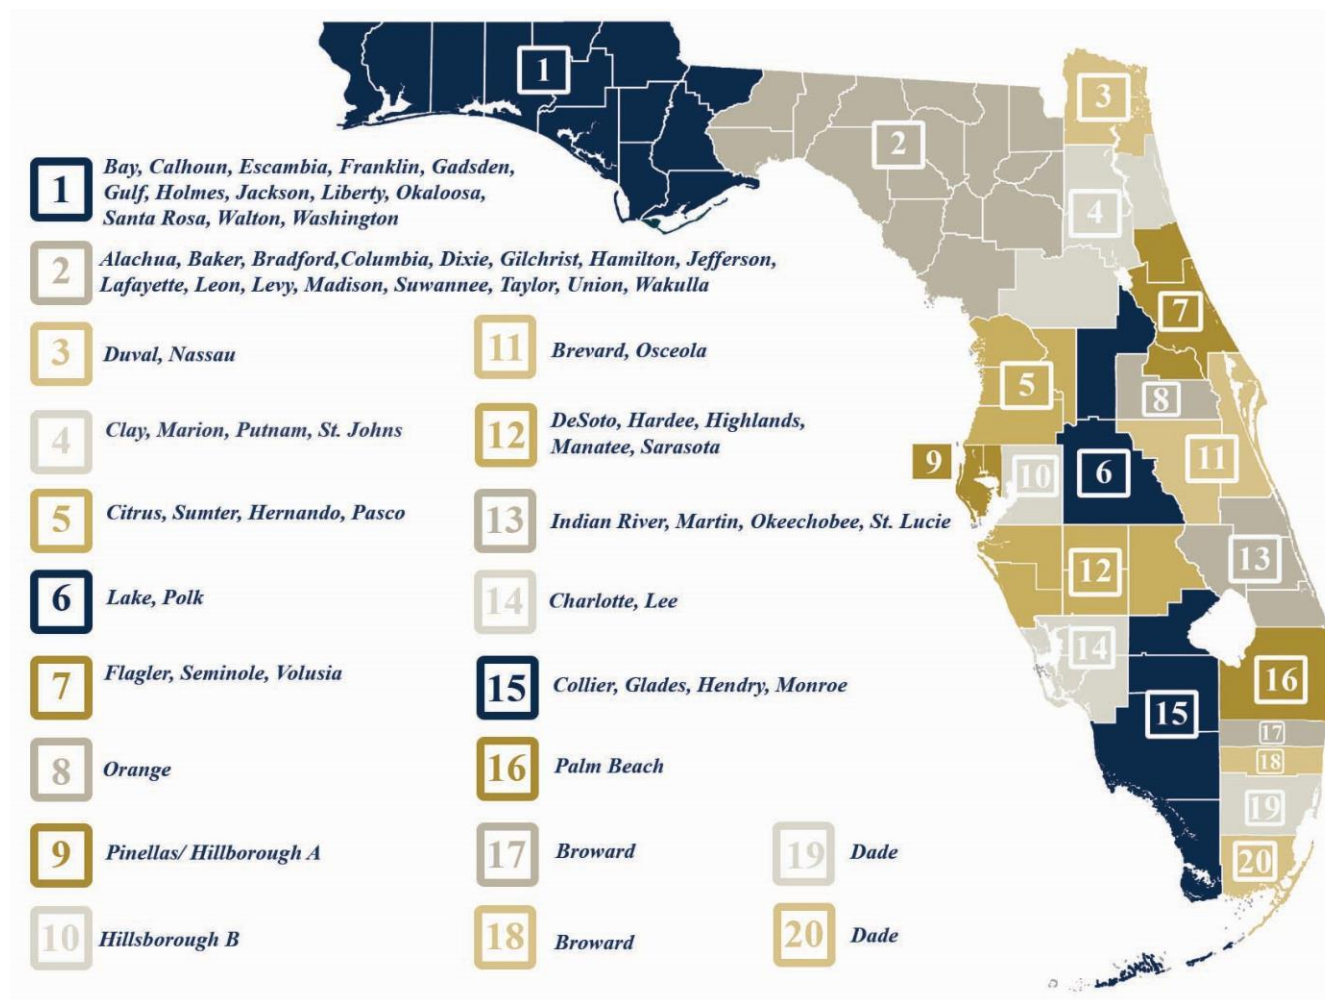 1
Bay, Calhoun, Escambia, Franklin, Gadsden,
Gulf, Holmes, Jackson, Liberty, Okaloosa,
Santa Rosa, Walton, Washington
2
Alachua, Baker, Bradford,Columbia, Dixie, Gilchrist, Hamilton, Jefferson,
Lafayette, Leon, Levy, Madison, Suwannee, Taylor, Union, Wakulla
3
Duval, Nassau
4
Clay, Marion, Putnam, St. Johns
5
Citrus, Sumter, Hernando, Pasco
6
Lake, Polk
7
Flagler, Seminole, Volusia
8
Orange
9
Pinellas/ Hillborough A
10
Hillsborough B
11
Brevard, Osceola
12
DeSoto, Hardee, Highlands,
Manatee, Sarasota
13
Indian River, Martin, Okeechobee, St. Lucie
14
Charlotte, Lee
15
Collier, Glades, Hendry, Monroe
16
Palm Beach
17
Broward
18
Broward
19
Dade
20
Dade
1
2
3
4
5
6
7
8
9
10
11
12
13
14
15
16
17
18
19
20